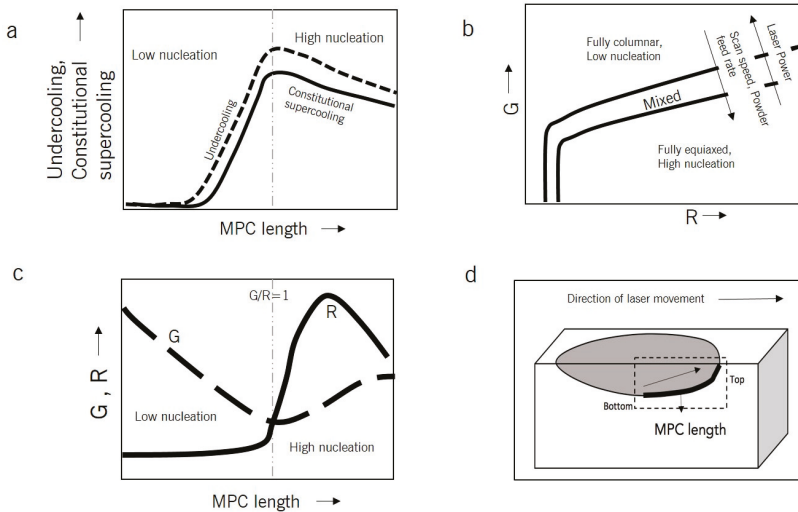 a
Undercooling,
Constitutional
supercooling
Low nucleation
High nucleation
Undercooling
Constitutional
supercooling
MPC length
b
G
Fully columnar,
Low nucleation
Mixed
Fully equiaxed,
High nucleation
Scan speed, Powder
feed rate
Laser Power
R
c
G , R
G/R=1
G
R
Low nucleation
High nucleation
MPC length
d
Direction of laser movement
Top
Bottom
MPC length